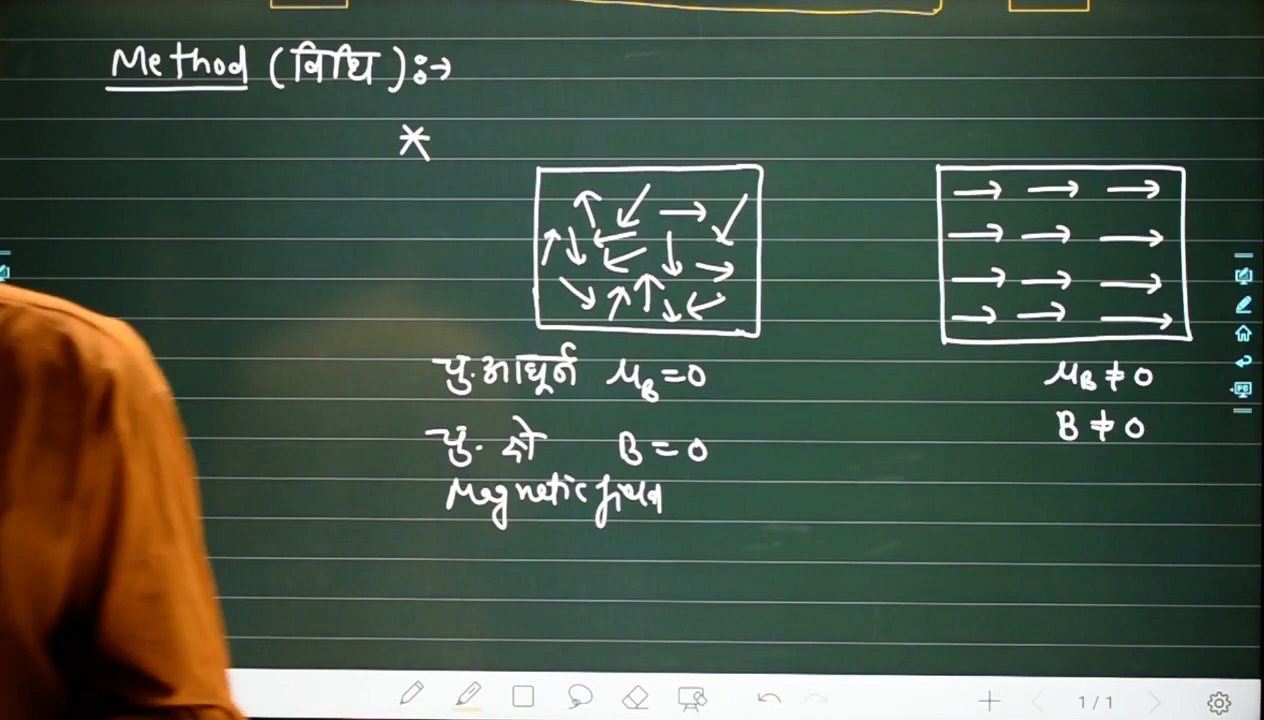 Method (विधि):→
*
चु. आघूर्न μB = 0
चु. क्षे B = 0
Magnetic field
μB ≠ 0
B ≠ 0
1 / 1